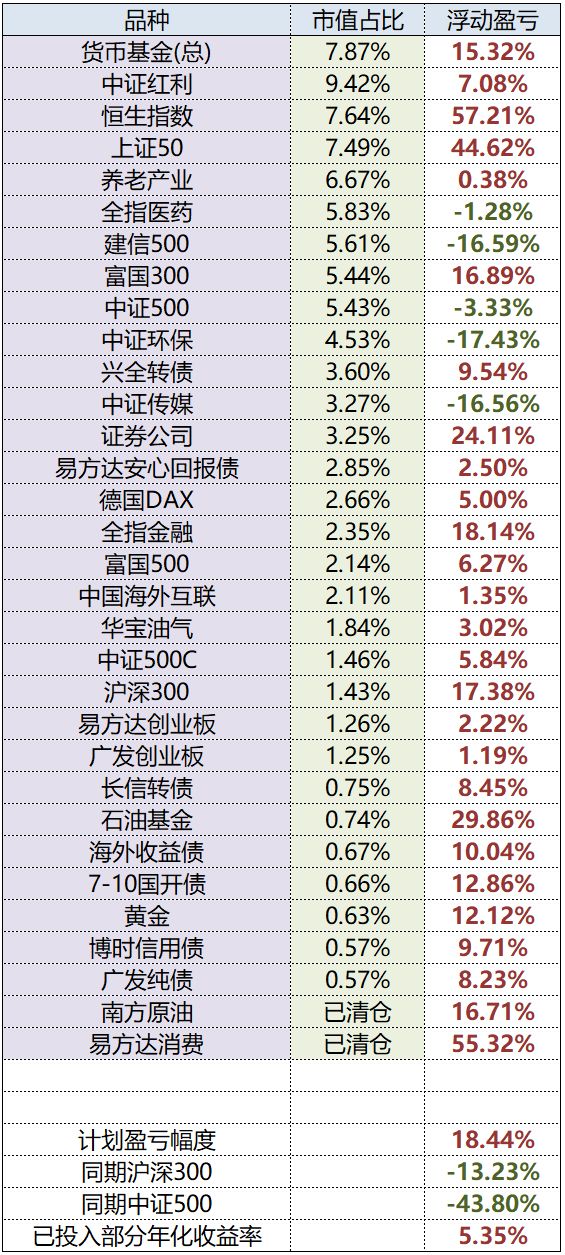 品种 市值占比 浮动盈亏
货币基金(总) 7.87% 15.32%
中证红利 9.42% 7.08%
恒生指数 7.64% 57.21%
上证50 7.49% 44.62%
养老产业 6.67% 0.38%
全指医药 5.83% -1.28%
建信500 5.61% -16.59%
富国300 5.44% 16.89%
中证500 5.43% -3.33%
中证环保 4.53% -17.43%
兴全转债 3.60% 9.54%
中证传媒 3.27% -16.56%
证券公司 3.25% 24.11%
易方达安心回报债 2.85% 2.50%
德国DAX 2.66% 5.00%
全指金融 2.35% 18.14%
富国500 2.14% 6.27%
中国海外互联 2.11% 1.35%
华宝油气 1.84% 3.02%
中证500C 1.46% 5.84%
沪深300 1.43% 17.38%
易方达创业板 1.26% 2.22%
广发创业板 1.25% 1.19%
长信转债 0.75% 8.45%
石油基金 0.74% 29.86%
海外收益债 0.67% 10.04%
7-10国开债 0.66% 12.86%
黄金 0.63% 12.12%
博时信用债 0.57% 9.71%
广发纯债 0.57% 8.23%
南方原油 已清仓 16.71%
易方达消费 已清仓 55.32%
计划盈亏幅度 18.44%
同期沪深300 -13.23%
同期中证500 -43.80%
已投入部分年化收益率 5.35%